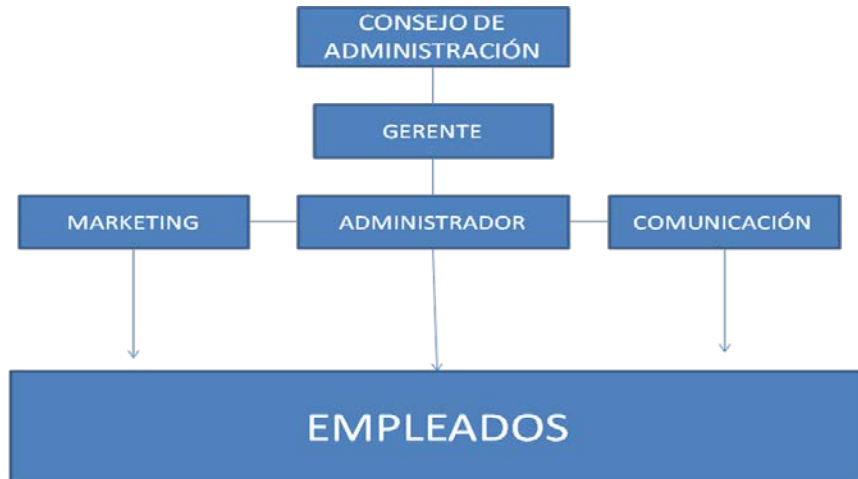 CONSEJO DE
ADMINISTRACIÓN
GERENTE
MARKETING
ADMINISTRADOR
COMUNICACIÓN
EMPLEADOS